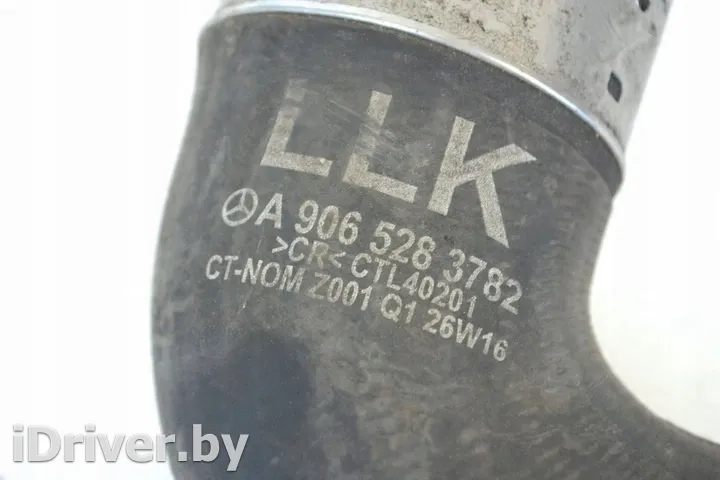 LLK
A 906 528 3782
>CR< CTL40201
CT-NOM Z001 Q1 26W16
iDriver.by